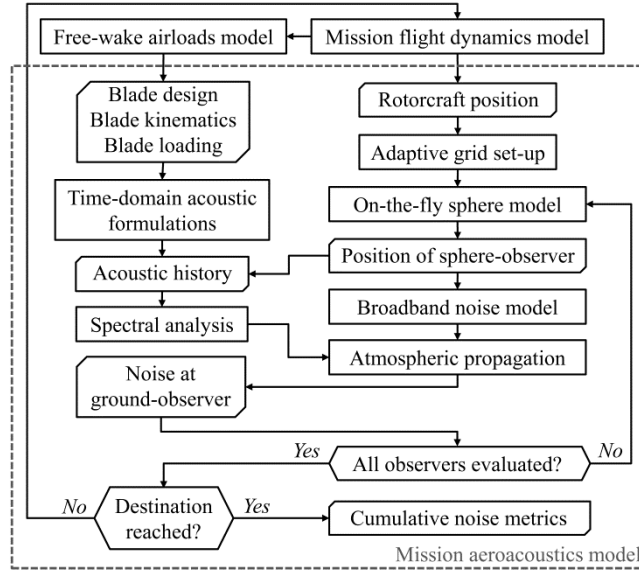 Free-wake airloads model
Mission flight dynamics model
Blade design
Blade kinematics
Blade loading
Rotorcraft position
Adaptive grid set-up
Time-domain acoustic
formulations
On-the-fly sphere model
Acoustic history
Position of sphere-observer
Spectral analysis
Broadband noise model
Atmospheric propagation
Noise at
ground-observer
Yes
All observers evaluated?
No
No
Destination
reached?
Yes
Cumulative noise metrics
Mission aeroacoustics model